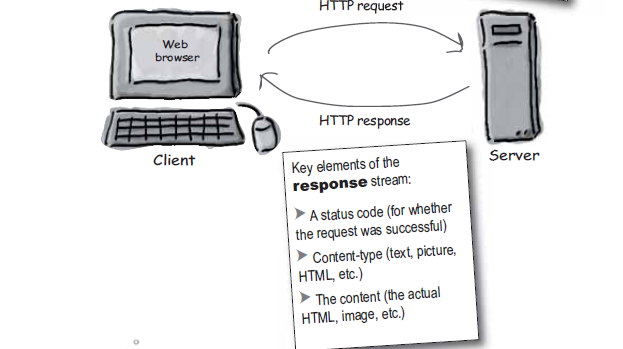 HTTP request
Web
browser
HTTP response
Client
Server
Key elements of the
response stream:
➤ A status code (for whether
the request was successful)
➤ Content-type (text, picture,
HTML, etc.)
➤ The content (the actual
HTML, image, etc.)